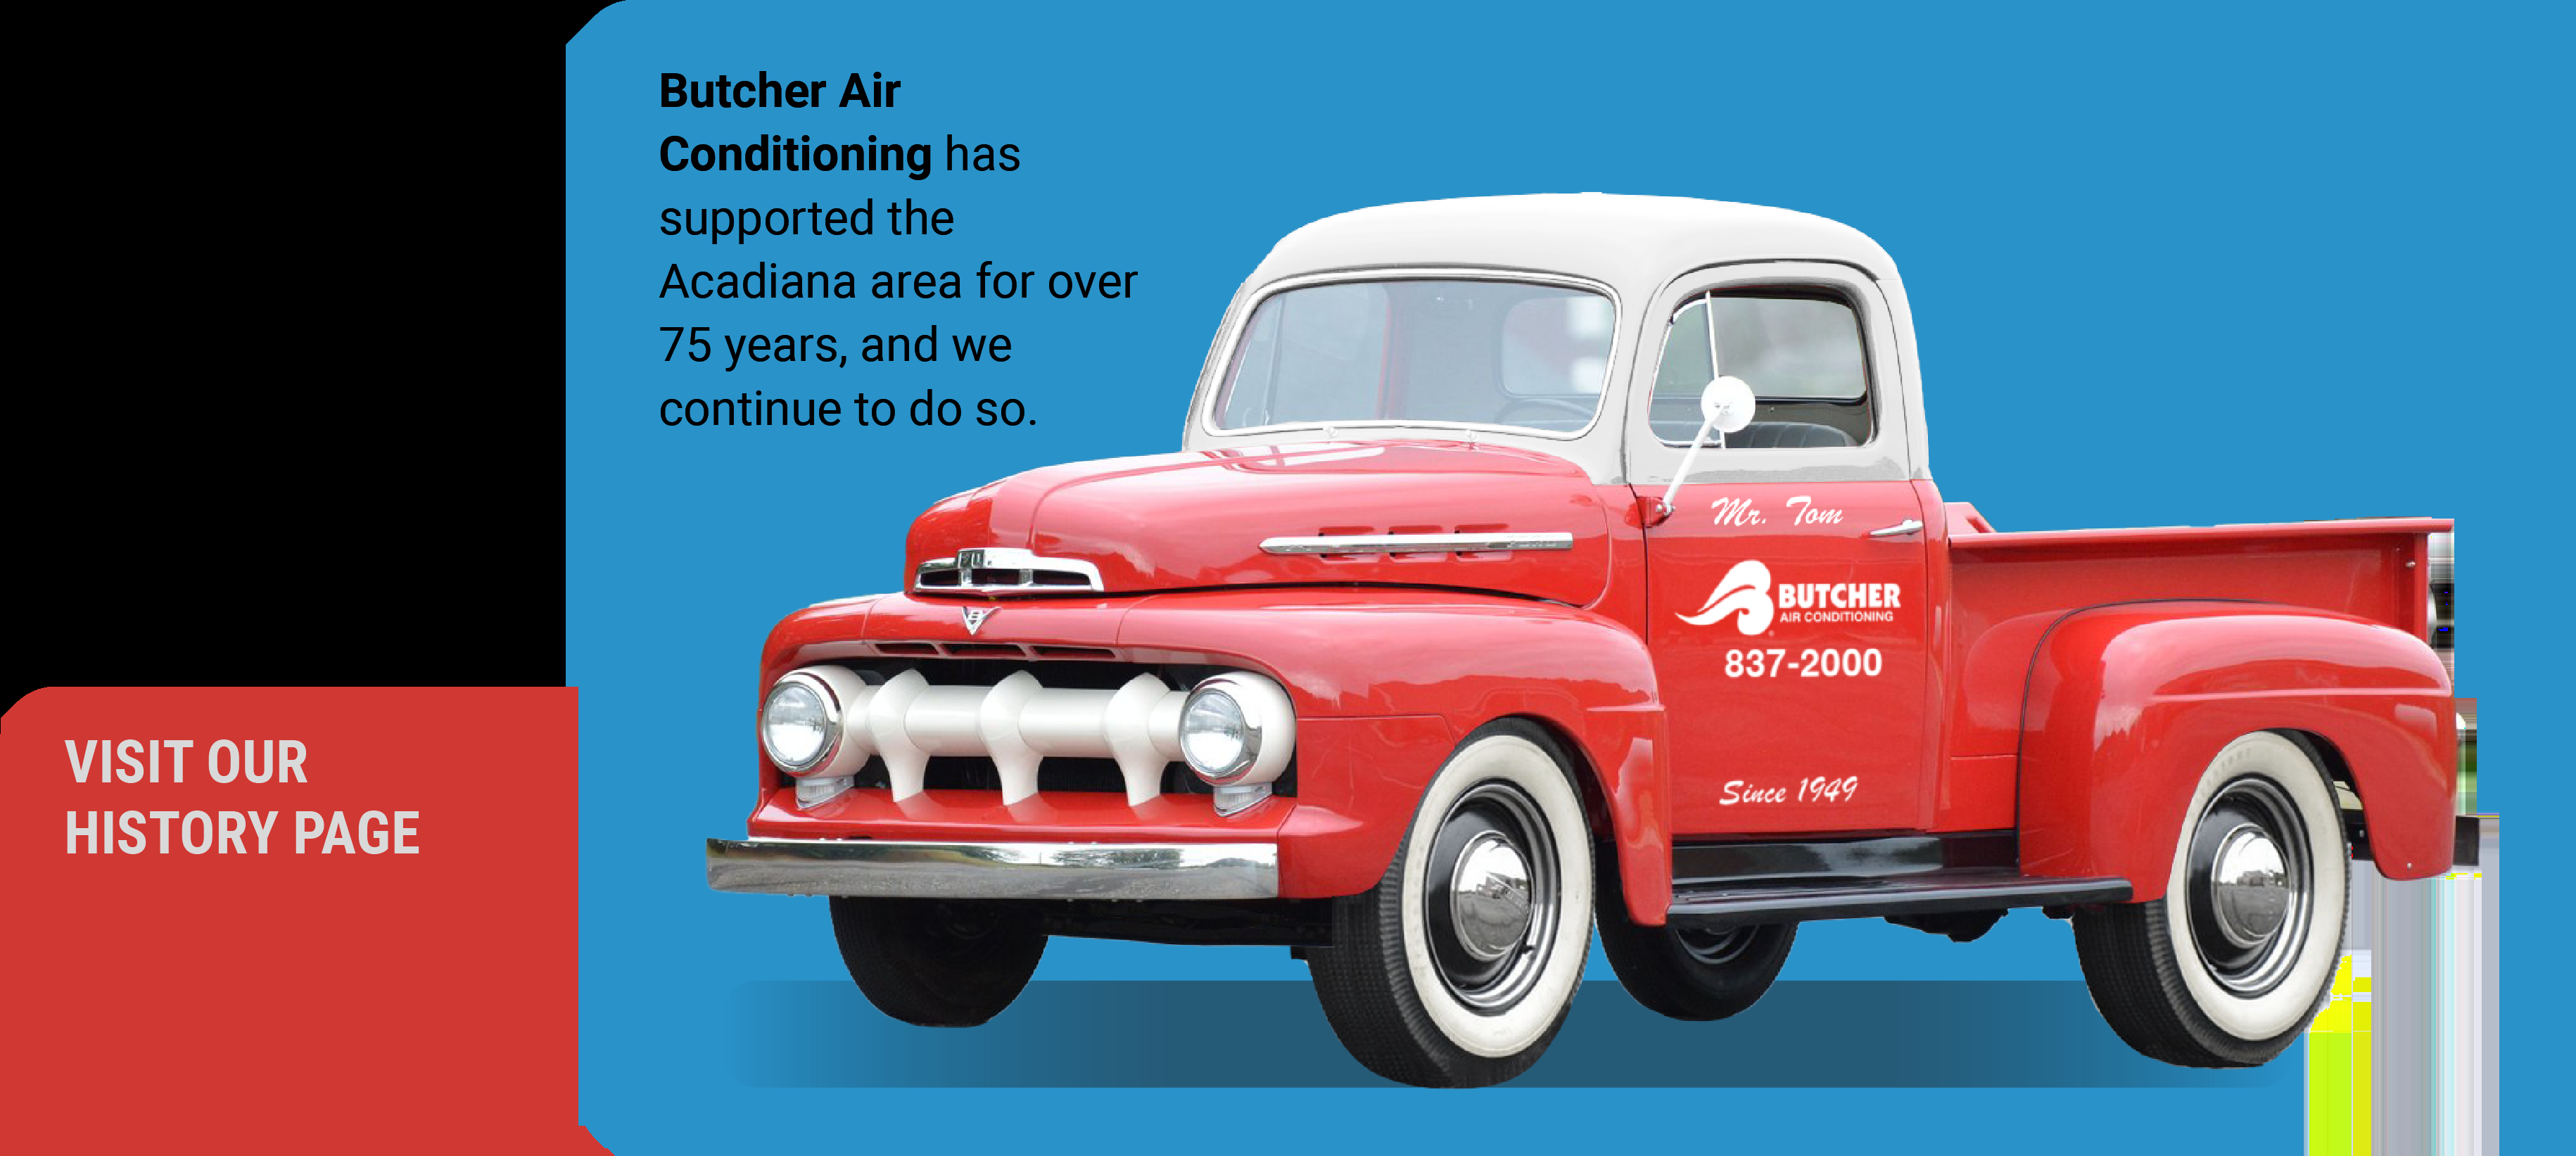 Butcher Air
Conditioning has
supported the
Acadiana area for over
75 years, and we
continue to do so.
Mr. Tom
BUTCHER
AIR CONDITIONING
837-2000
Since 1949
VISIT OUR
HISTORY PAGE